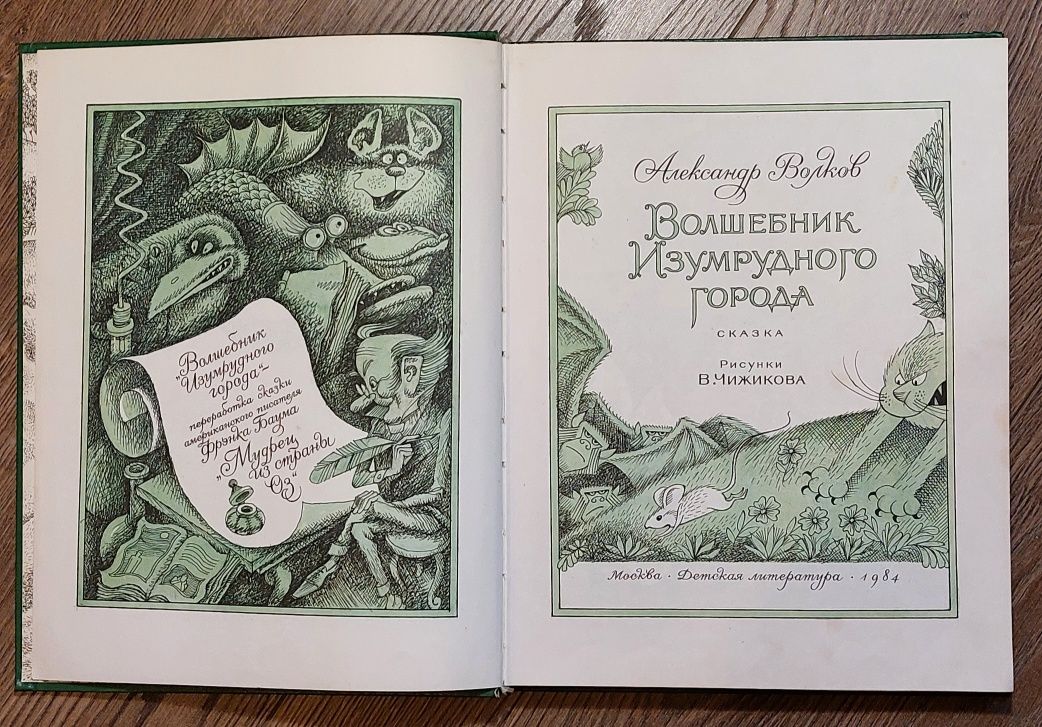 Волшебник
„Изумрудного
города“-
переработка сказки
американского писателя
Фрэнка Баума
„Мудрец
из страны
Оз“
Александр Волков
Волшебник
Изумрудного
города
СКАЗКА
Рисунки
В.Чижикова
Москва · Детская литература · 1984